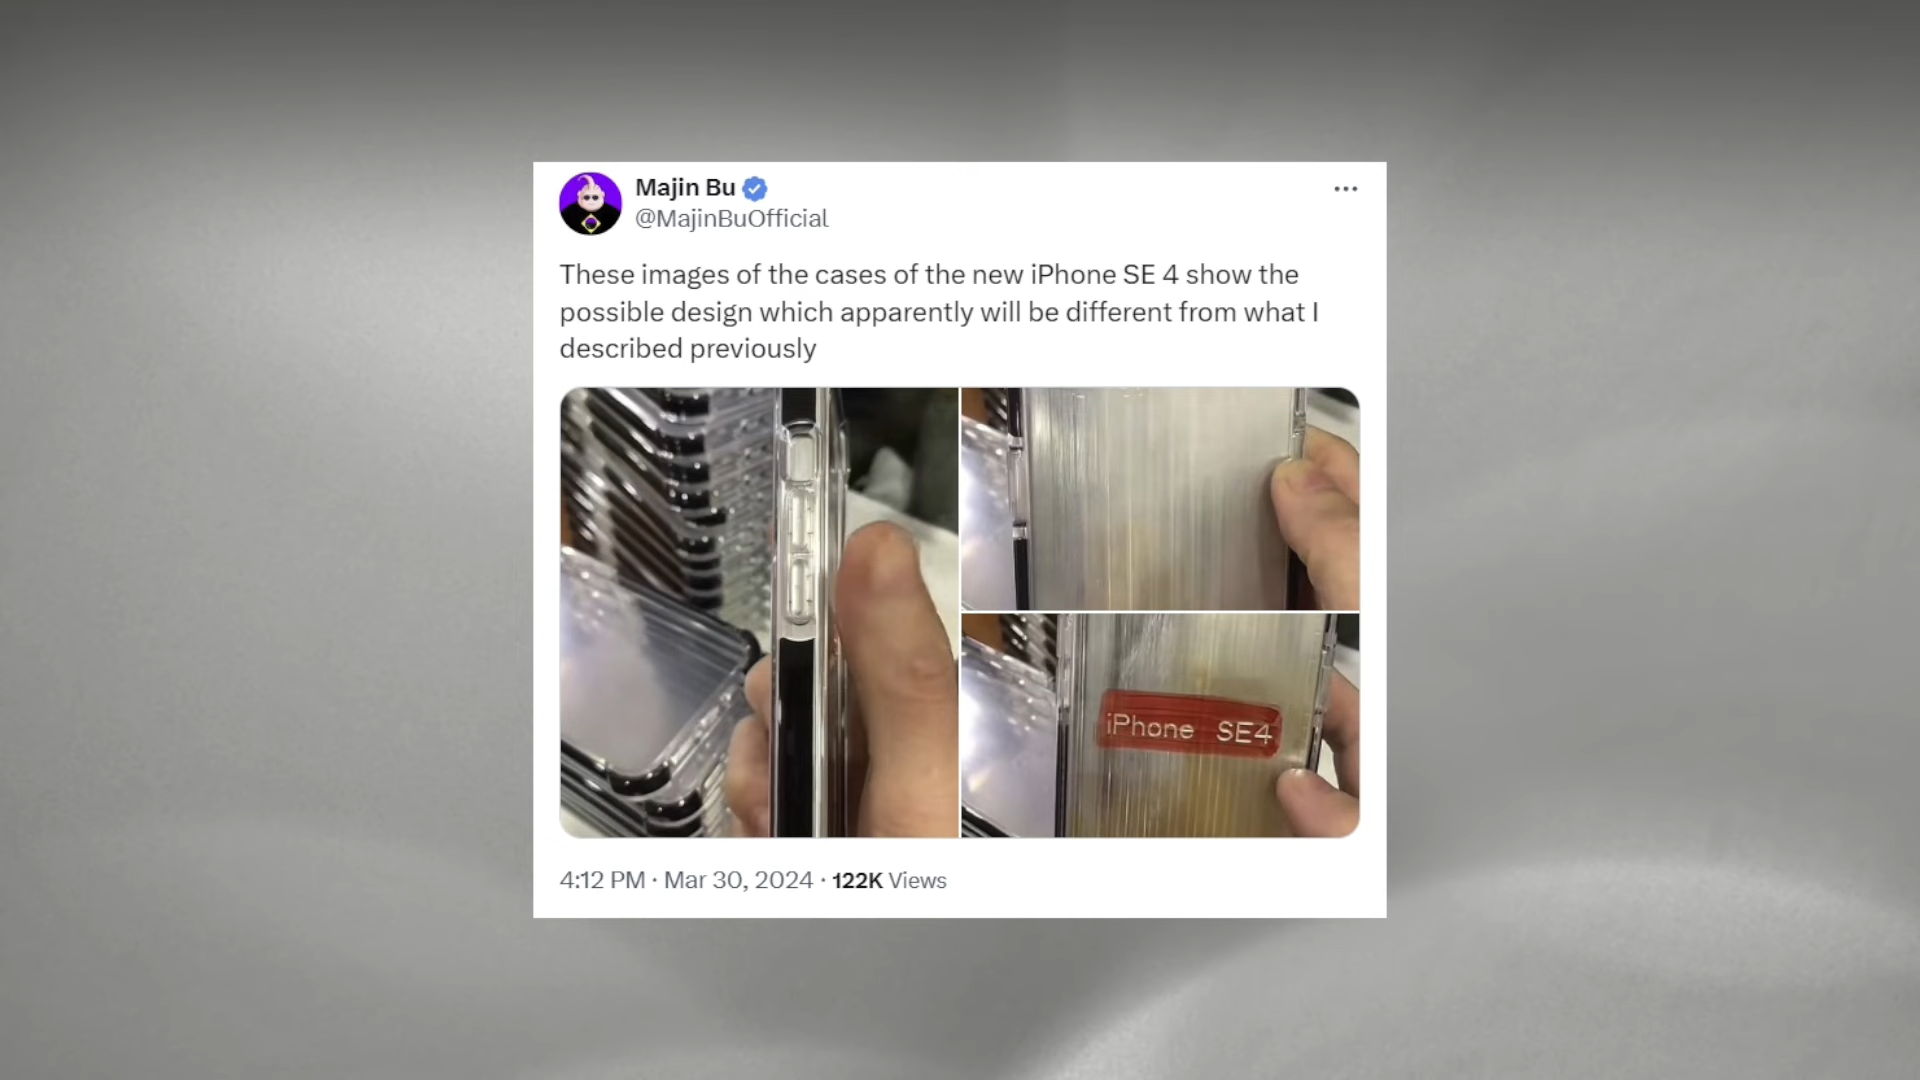 Majin Bu
@MajinBuOfficial
These images of the cases of the new iPhone SE 4 show the
possible design which apparently will be different from what I
described previously
iPhone SE4
4:12 PM · Mar 30, 2024 · 122K Views